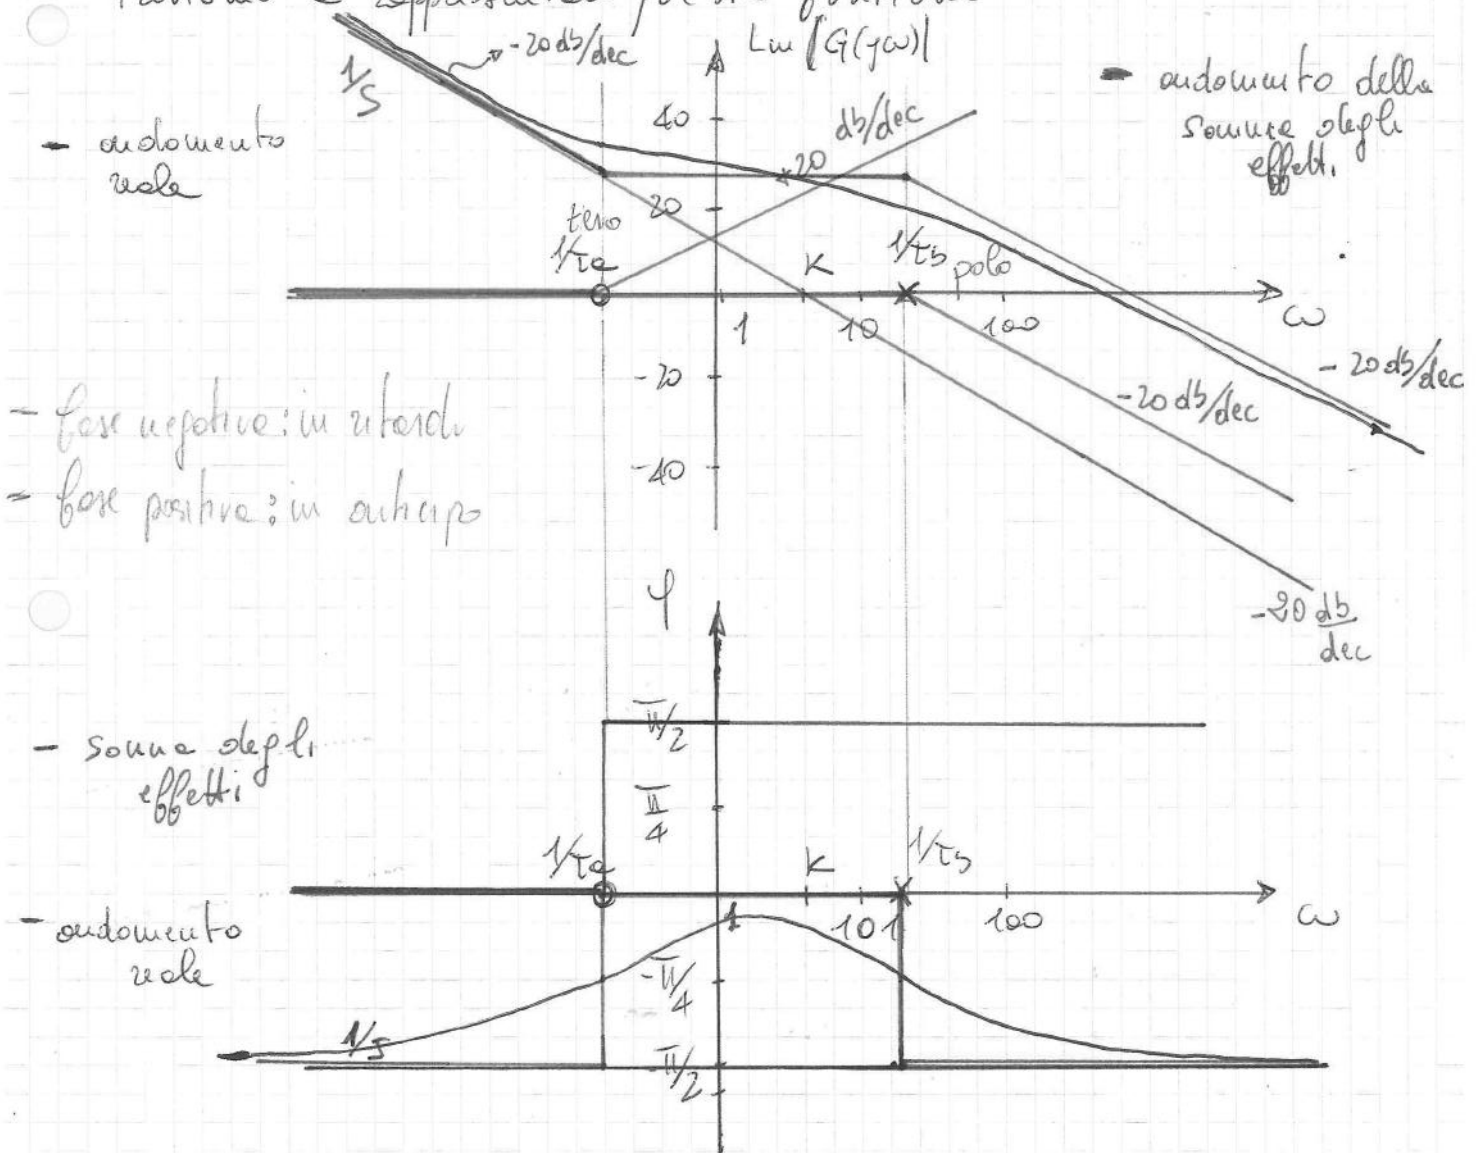 rappresenta
-20 db/dec
Lm |G(jω)|
1/S
- andamento della
somma degli
effetti
40
db/dec
- andamento
reale
20
zero
20
1/τa
K
1/τb
polo
1
10
100
ω
-20
-20 db/dec
-20 db/dec
- fase negativa: in ritardo
-40
- fase positiva: in anticipo
φ
-20 db/dec
π/2
- somma degli
effetti
π/4
1/τa
K
1/τb
1
10
1
100
ω
- andamento
reale
-π/4
1/S
-π/2